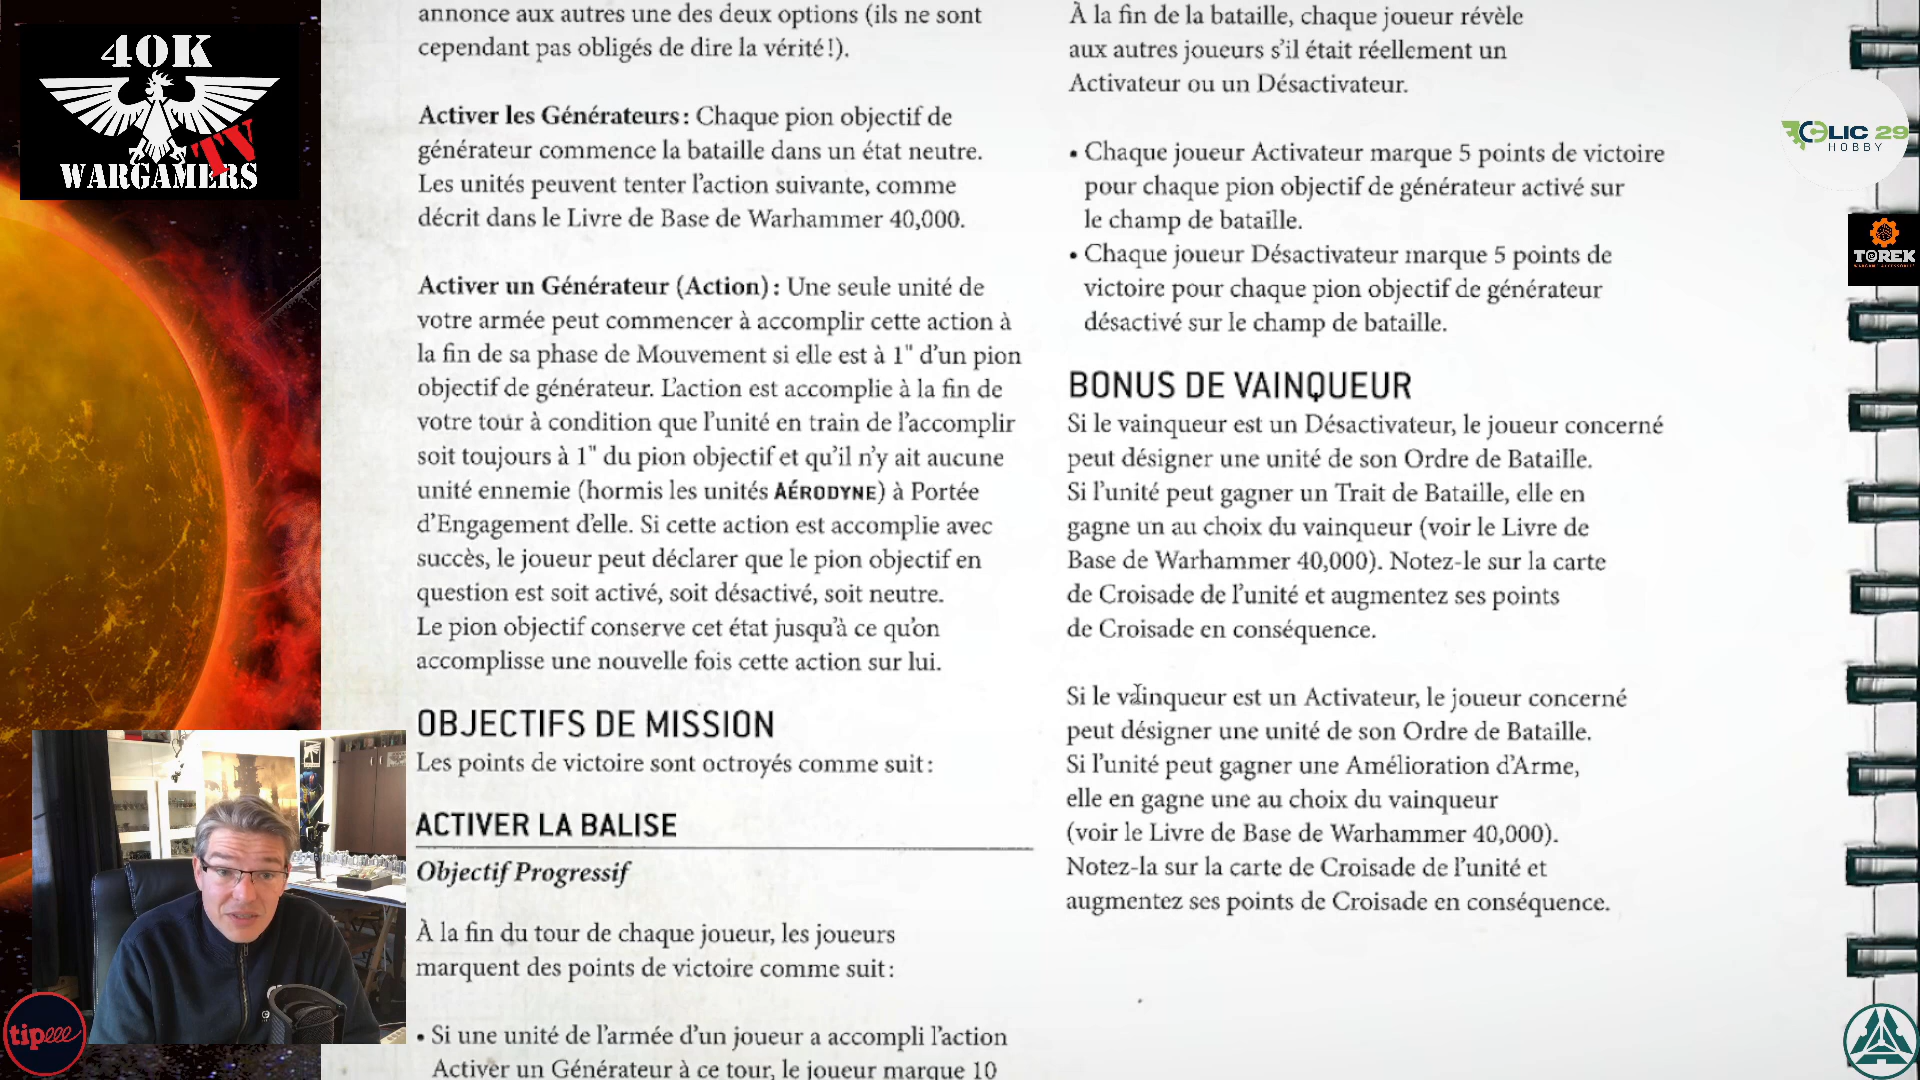 40K
WARGAMERS
TV
annonce aux autres une des deux options (ils ne sont
cependant pas obligés de dire la vérité!).
Activer les Générateurs : Chaque pion objectif de
générateur commence la bataille dans un état neutre.
Les unités peuvent tenter l'action suivante, comme
décrit dans le Livre de Base de Warhammer 40,000.
Activer un Générateur (Action) : Une seule unité de
votre armée peut commencer à accomplir cette action à
la fin de sa phase de Mouvement si elle est à 1" d'un pion
objectif de générateur. L'action est accomplie à la fin de
votre tour à condition que l'unité en train de l'accomplir
soit toujours à 1" du pion objectif et qu'il n'y ait aucune
unité ennemie (hormis les unités AÉRODYNE) à Portée
d'Engagement d'elle. Si cette action est accomplie avec
succès, le joueur peut déclarer que le pion objectif en
question est soit activé, soit désactivé, soit neutre.
Le pion objectif conserve cet état jusqu'à ce qu'on
accomplisse une nouvelle fois cette action sur lui.
OBJECTIFS DE MISSION
Les points de victoire sont octroyés comme suit :
ACTIVER LA BALISE
Objectif Progressif
À la fin du tour de chaque joueur, les joueurs
marquent des points de victoire comme suit :
• Si une unité de l'armée d'un joueur a accompli l'action
Activer un Générateur à ce tour, le joueur marque 10
À la fin de la bataille, chaque joueur révèle
aux autres joueurs s'il était réellement un
Activateur ou un Désactivateur.
• Chaque joueur Activateur marque 5 points de victoire
pour chaque pion objectif de générateur activé sur
le champ de bataille.
• Chaque joueur Désactivateur marque 5 points de
victoire pour chaque pion objectif de générateur
désactivé sur le champ de bataille.
BONUS DE VAINQUEUR
Si le vainqueur est un Désactivateur, le joueur concerné
peut désigner une unité de son Ordre de Bataille.
Si l'unité peut gagner un Trait de Bataille, elle en
gagne un au choix du vainqueur (voir le Livre de
Base de Warhammer 40,000). Notez-le sur la carte
de Croisade de l'unité et augmentez ses points
de Croisade en conséquence.
Si le vainqueur est un Activateur, le joueur concerné
peut désigner une unité de son Ordre de Bataille.
Si l'unité peut gagner une Amélioration d'Arme,
elle en gagne une au choix du vainqueur
(voir le Livre de Base de Warhammer 40,000).
Notez-la sur la carte de Croisade de l'unité et
augmentez ses points de Croisade en conséquence.
CLIC 29
HOBBY
TOREK
tipeee